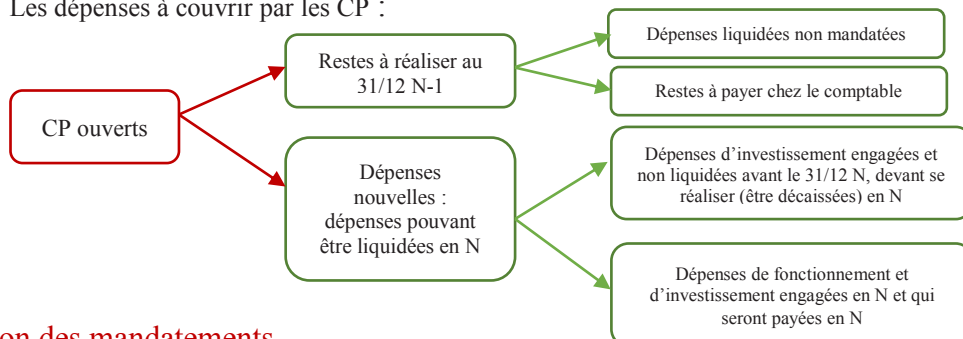 Les dépenses à couvrir par les CP :
CP ouverts
Restes à réaliser au
31/12 N-1
Dépenses liquidées non mandatées
Restes à payer chez le comptable
Dépenses
nouvelles :
dépenses pouvant
être liquidées en N
Dépenses d’investissement engagées et
non liquidées avant le 31/12 N, devant se
réaliser (être décaissées) en N
Dépenses de fonctionnement et
d’investissement engagées en N et qui
seront payées en N
on des mandatements